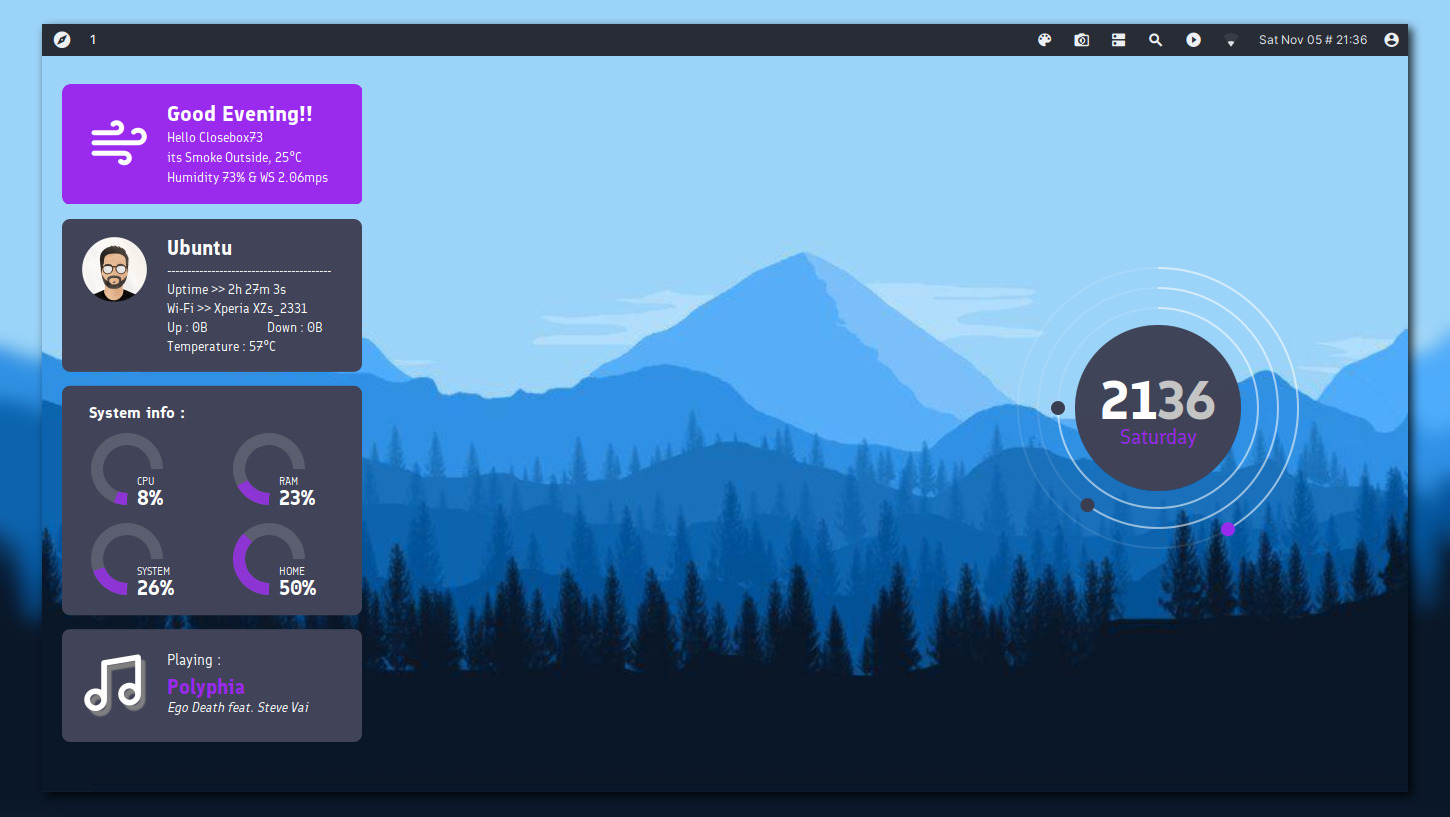 1
Sat Nov 05 # 21:36
Good Evening!!
Hello Closebox73
its Smoke Outside, 25°C
Humidity 73% & WS 2.06mps
Ubuntu
-----------------------------------------
Uptime >> 2h 27m 3s
Wi-Fi >> Xperia XZs_2331
Up : 0B Down : 0B
Temperature : 57°C
System info :
CPU
8%
RAM
23%
SYSTEM
26%
HOME
50%
Playing :
Polyphia
Ego Death feat. Steve Vai
2136
Saturday